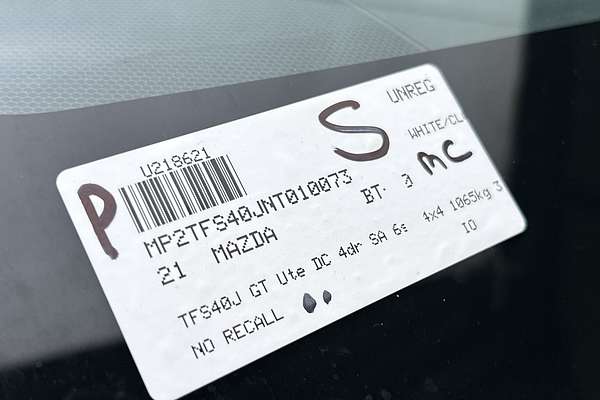 UNREG
S
U218621
WHITE/CL
MC
P
MP2TFS40JNT010073
BT- 3
21 MAZDA
TFS40J GT Ute DC 4dr SA 6s 4x4 1065kg 3
IO
NO RECALL